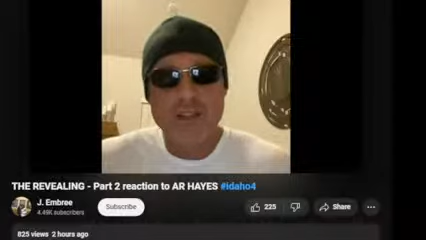 THE REVEALING - Part 2 reaction to AR HAYES #idaho4
J. Embree
4.49K subscribers
Subscribe
225
Share
825 views 2 hours ago